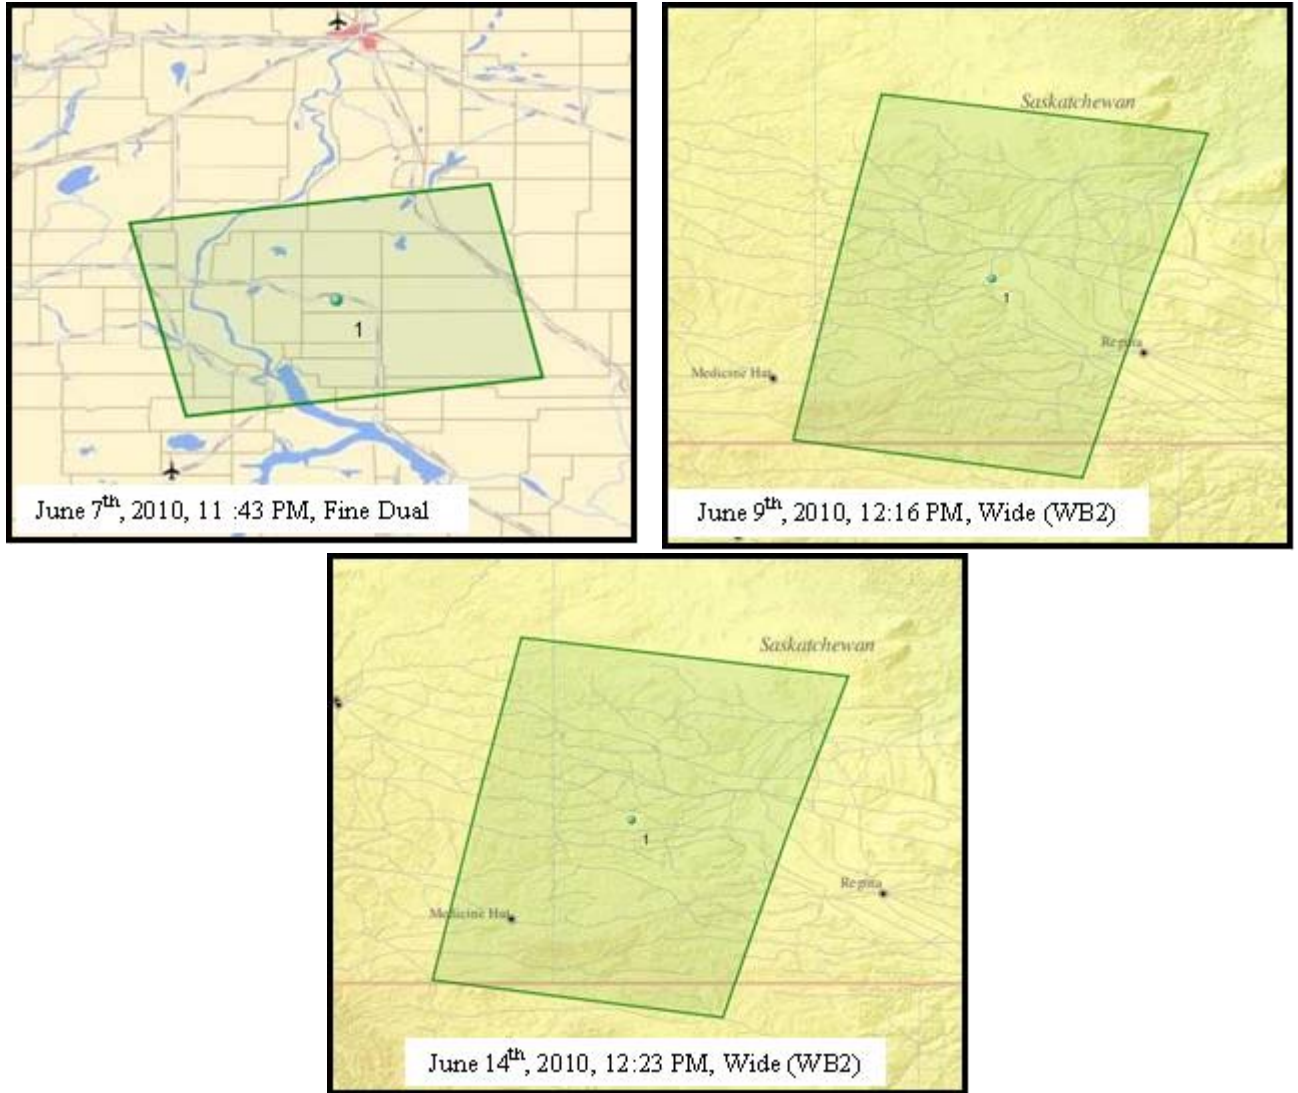 1
June 7th, 2010, 11 :43 PM, Fine Dual
Saskatchewan
1
Regina
Medicine Hat
June 9th, 2010, 12:16 PM, Wide (WB2)
Saskatchewan
1
Regina
Medicine Hat
June 14th, 2010, 12:23 PM, Wide (WB2)